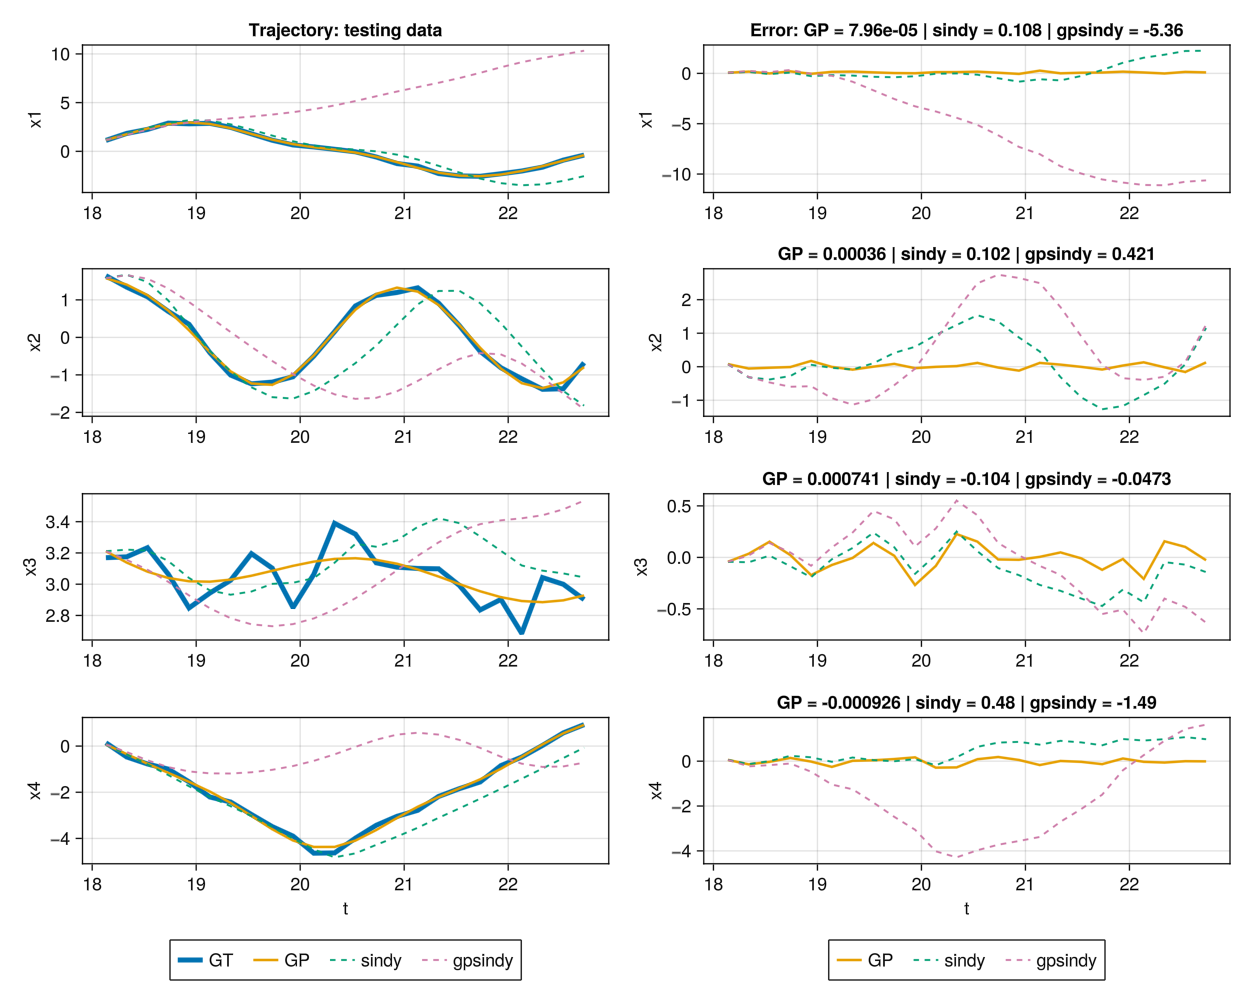 Trajectory: testing data
x1
10
5
0
18 19 20 21 22
Error: GP = 7.96e-05 | sindy = 0.108 | gpsindy = -5.36
x1
0
−5
−10
18 19 20 21 22
x2
1
0
−1
−2
18 19 20 21 22
GP = 0.00036 | sindy = 0.102 | gpsindy = 0.421
x2
2
1
0
−1
18 19 20 21 22
x3
3.4
3.2
3.0
2.8
18 19 20 21 22
GP = 0.000741 | sindy = -0.104 | gpsindy = -0.0473
x3
0.5
0.0
−0.5
18 19 20 21 22
x4
0
−2
−4
18 19 20 21 22
t
GP = -0.000926 | sindy = 0.48 | gpsindy = -1.49
x4
0
−2
−4
18 19 20 21 22
t
GT GP sindy gpsindy
GP sindy gpsindy